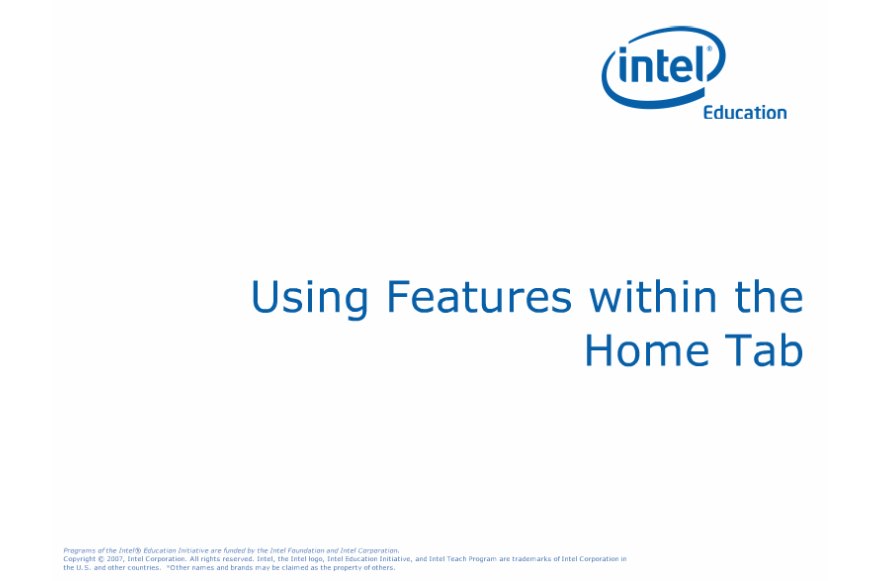 intel®
Education
Using Features within the
Home Tab
Programs of the Intel® Education Initiative are funded by the Intel Foundation and Intel Corporation.
Copyright © 2007, Intel Corporation. All rights reserved. Intel, the Intel logo, Intel Education Initiative, and Intel Teach Program are trademarks of Intel Corporation in
the U.S. and other countries. *Other names and brands may be claimed as the property of others.